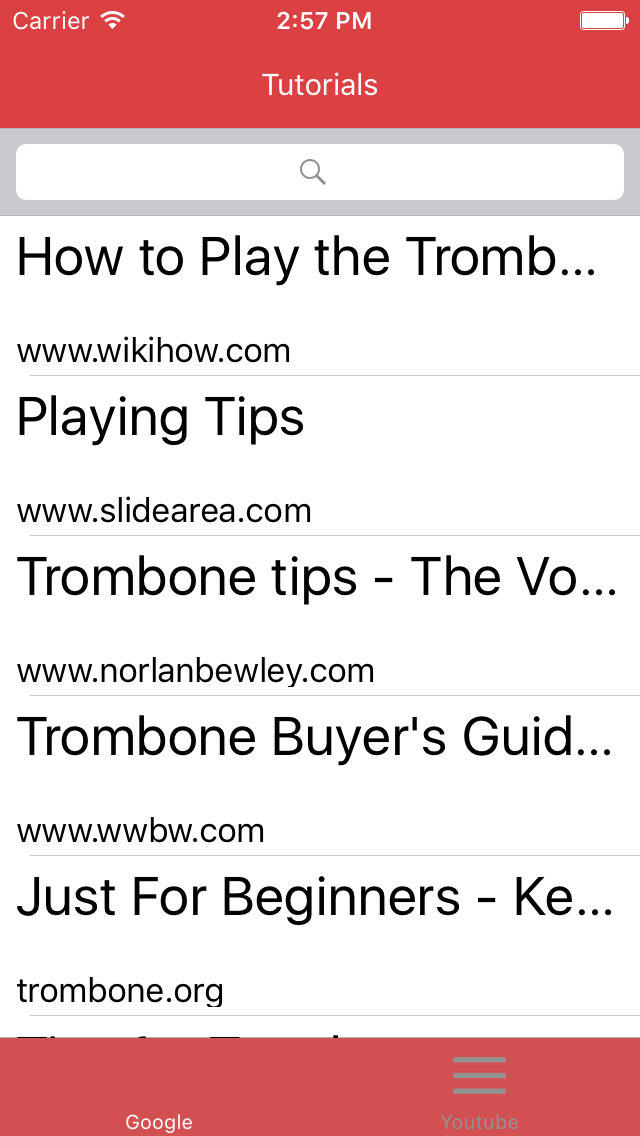 Carrier 2:57 PM
Tutorials
How to Play the Tromb...
www.wikihow.com
Playing Tips
www.slidearea.com
Trombone tips - The Vo...
www.norlanbewley.com
Trombone Buyer's Guid...
www.wwbw.com
Just For Beginners - Ke...
trombone.org
Google Youtube